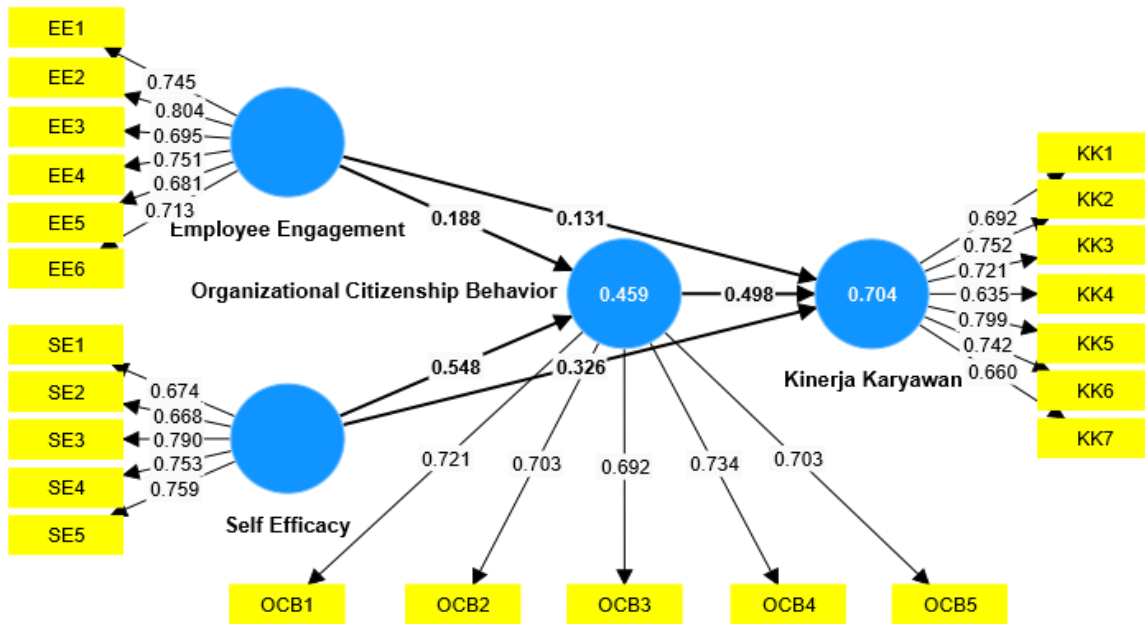 EE1
EE2
EE3
EE4
EE5
EE6
0.745
0.804
0.695
0.751
0.681
0.713
Employee Engagement
SE1
SE2
SE3
SE4
SE5
0.674
0.668
0.790
0.753
0.759
Self Efficacy
0.188
0.131
0.548
0.326
Organizational Citizenship Behavior
0.459
0.498
0.721
0.703
0.692
0.734
0.703
OCB1
OCB2
OCB3
OCB4
OCB5
0.704
Kinerja Karyawan
0.692
0.752
0.721
0.635
0.799
0.742
0.660
KK1
KK2
KK3
KK4
KK5
KK6
KK7